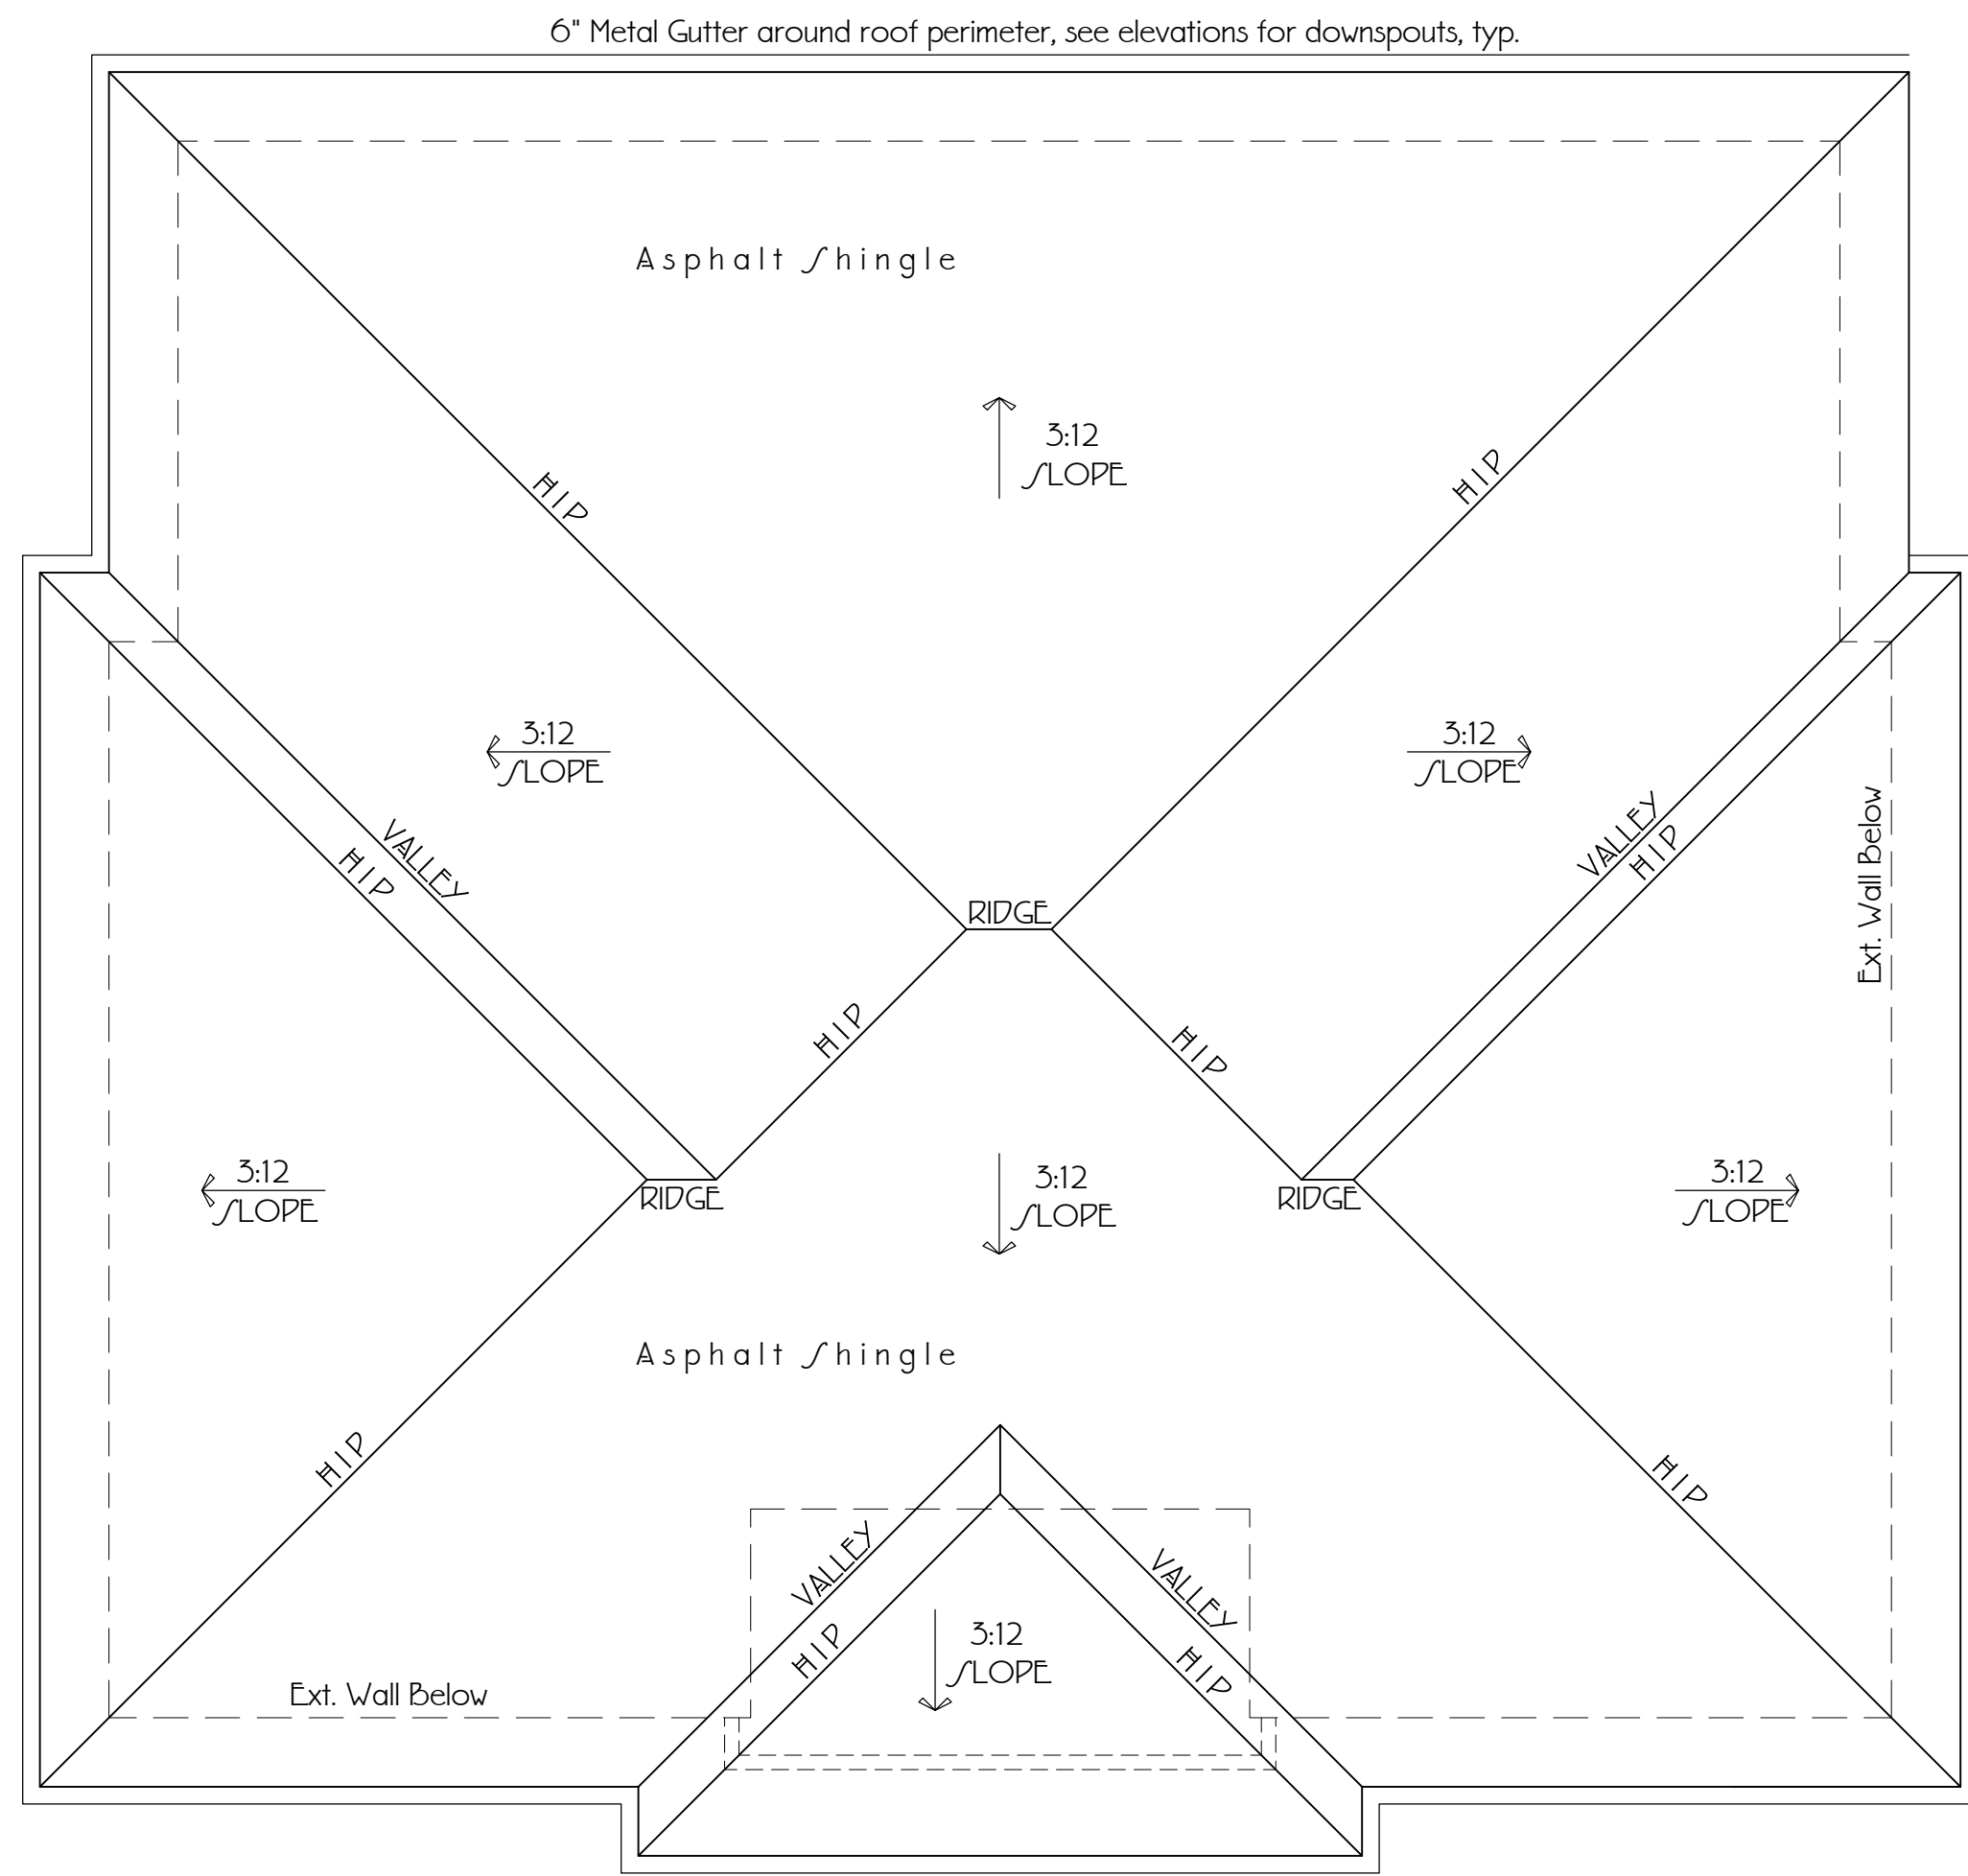 6" Metal Gutter around roof perimeter, see elevations for downspouts, typ.
Asphalt Shingle
3:12
SLOPE
HIP
HIP
3:12
SLOPE
3:12
SLOPE
VALLEY
HIP
VALLEY
HIP
Ext. Wall Below
RIDGE
HIP
HIP
3:12
SLOPE
RIDGE
3:12
SLOPE
RIDGE
3:12
SLOPE
Asphalt Shingle
HIP
HIP
VALLEY
HIP
VALLEY
HIP
3:12
SLOPE
Ext. Wall Below